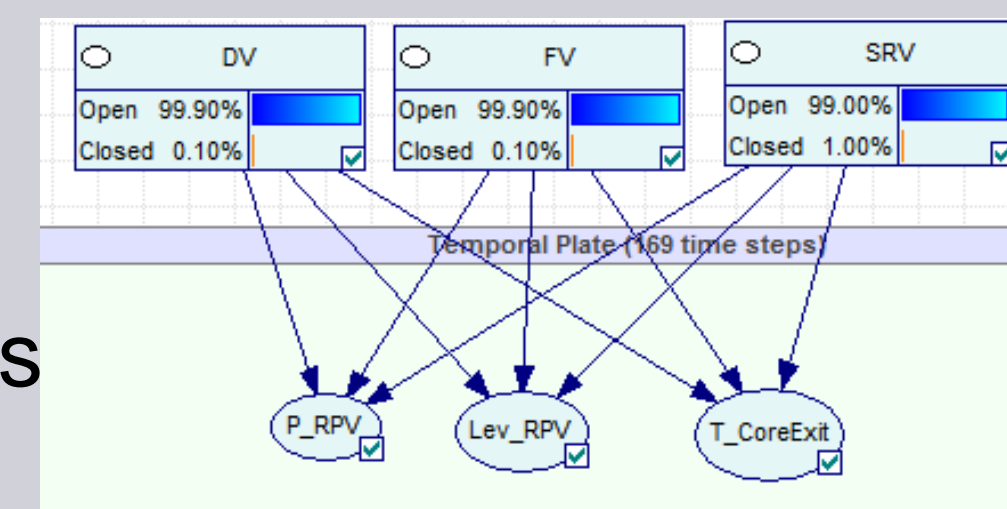 DV
FV
SRV
Open 99.90%
Closed 0.10%
Open 99.90%
Closed 0.10%
Open 99.00%
Closed 1.00%
Temporal Plate (169 time steps)
s
P_RPV
Lev_RPV
T_CoreExit